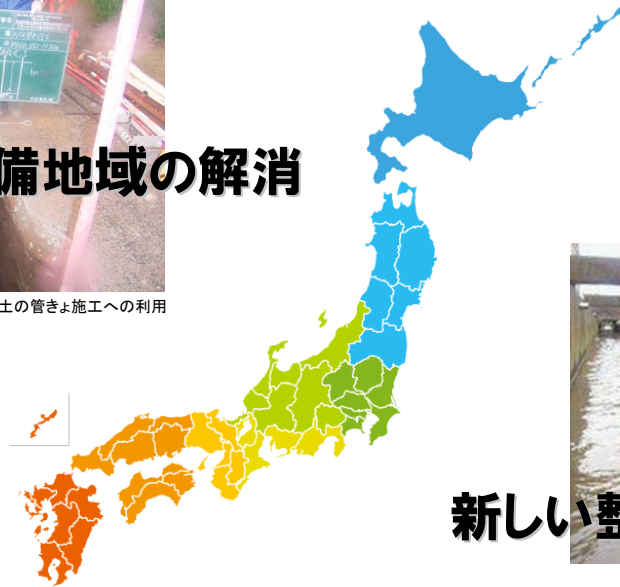 備地域の解消
土の管きょ施工への利用
新しい整